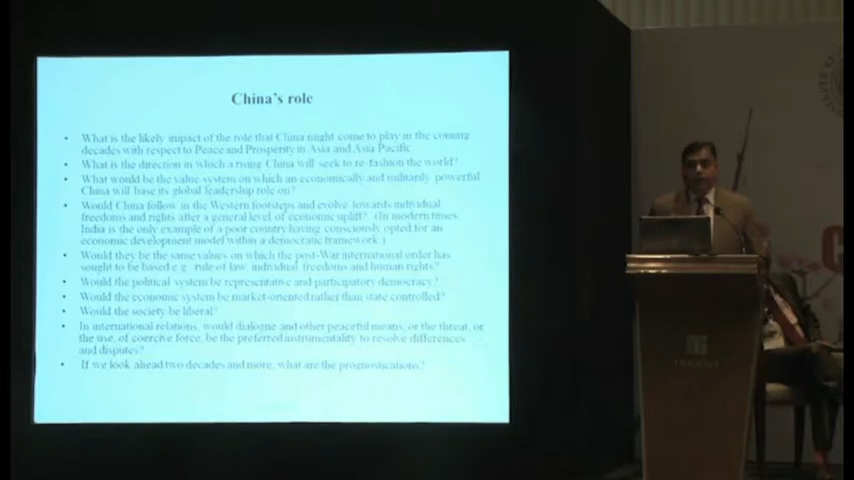 China's role
• What is the likely impact of the role that China might come to play in the coming
decades with respect to Peace and Prosperity in Asia and Asia Pacific
• What is the direction in which a rising China will seek to re-fashion the world?
• What would be the value system on which an economically and militarily powerful
China will base its global leadership role on?
• Would China follow in the Western footsteps and evolve towards individual
freedoms and rights after a general level of economic uplift? (In modern times,
India is the only example of a poor country having consciously opted for an
economic development model within a democratic framework.)
• Would they be the same values on which the post-War international order has
sought to be based e.g. rule of law, individual freedoms and human rights?
• Would the political system be representative and participatory democracy?
• Would the economic system be market-oriented rather than state controlled?
• Would the society be liberal?
• In international relations, would dialogue and other peaceful means, or the threat, or
the use, of coercive force, be the preferred instrumentality to resolve differences
and disputes?
• If we look ahead two decades and more, what are the prognostications?